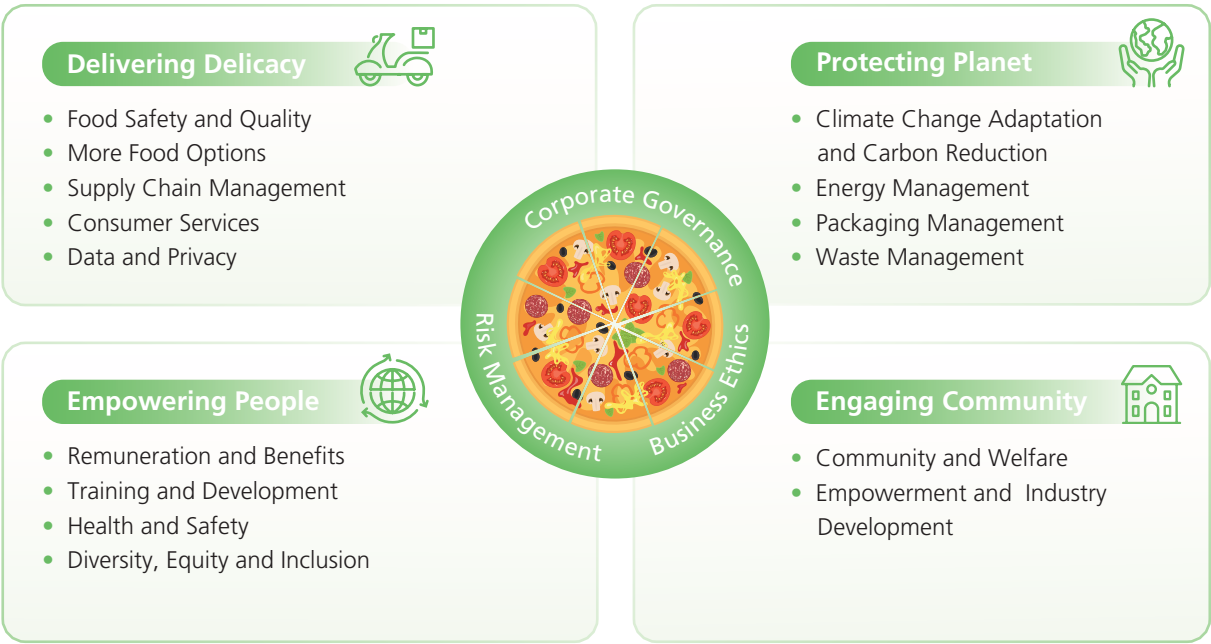 Delivering Delicacy
Food Safety and Quality
More Food Options
Supply Chain Management
Consumer Services
Data and Privacy
Protecting Planet
Climate Change Adaptation
and Carbon Reduction
Energy Management
Packaging Management
Waste Management
Corporate Governance
Risk Management
Business Ethics
Empowering People
Remuneration and Benefits
Training and Development
Health and Safety
Diversity, Equity and Inclusion
Engaging Community
Community and Welfare
Empowerment and  Industry
Development